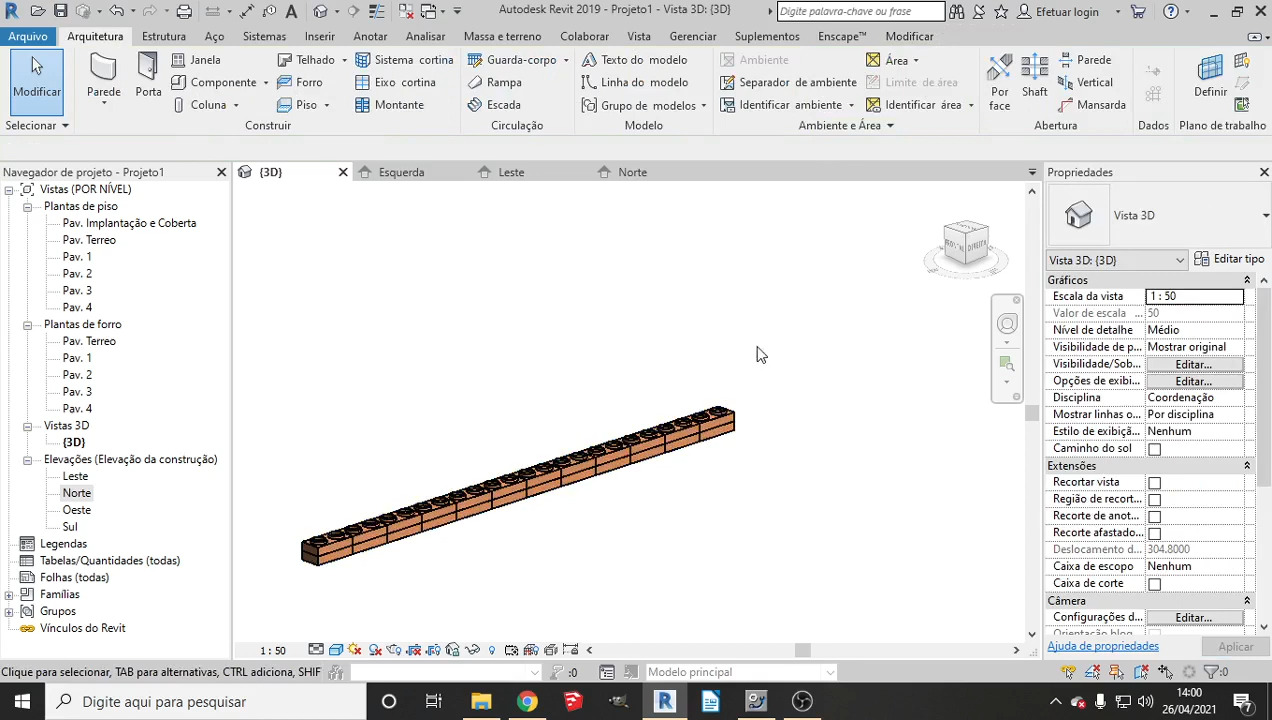 Autodesk Revit 2019 - Projeto1 - Vista 3D: {3D}
Digite palavra-chave ou frase
Efetuar login
Arquivo Arquitetura Estrutura Aço Sistemas Inserir Anotar Analisar Massa e terreno Colaborar Vista Gerenciar Suplementos Enscape™ Modificar
Modificar
Selecionar
Parede
Porta
Janela
Componente
Coluna
Telhado
Forro
Piso
Sistema cortina
Eixo cortina
Montante
Construir
Guarda-corpo
Rampa
Escada
Circulação
Texto do modelo
Linha do modelo
Grupo de modelos
Modelo
Ambiente
Separador de ambiente
Identificar ambiente
Área
Limite de área
Identificar área
Ambiente e Área
Por face
Shaft
Parede
Vertical
Mansarda
Abertura
Dados
Definir
Plano de trabalho
Navegador de projeto - Projeto1
Vistas (POR NÍVEL)
Plantas de piso
Pav. Implantação e Coberta
Pav. Terreo
Pav. 1
Pav. 2
Pav. 3
Pav. 4
Plantas de forro
Pav. Terreo
Pav. 1
Pav. 2
Pav. 3
Pav. 4
Vistas 3D
{3D}
Elevações (Elevação da construção)
Leste
Norte
Oeste
Sul
Legendas
Tabelas/Quantidades (todas)
Folhas (todas)
Famílias
Grupos
Vínculos do Revit
{3D}
Esquerda
Leste
Norte
FRONTAL
DIREITA
1 : 50
Propriedades
Vista 3D
Vista 3D: {3D}
Editar tipo
Gráficos
Escala da vista 1 : 50
Valor de escala ... 50
Nível de detalhe Médio
Visibilidade de p... Mostrar original
Visibilidade/Sob... Editar...
Opções de exibi... Editar...
Disciplina Coordenação
Mostrar linhas o... Por disciplina
Estilo de exibiçã... Nenhum
Caminho do sol
Extensões
Recortar vista
Região de recort...
Recorte de anot...
Recorte afastado...
Deslocamento d... 304.8000
Caixa de escopo Nenhum
Caixa de corte
Câmera
Configurações d... Editar...
Ajuda de propriedades
Aplicar
Clique para selecionar, TAB para alternativas, CTRL adiciona, SHIF
:0
Modelo principal
:0
Digite aqui para pesquisar
14:00
26/04/2021
7